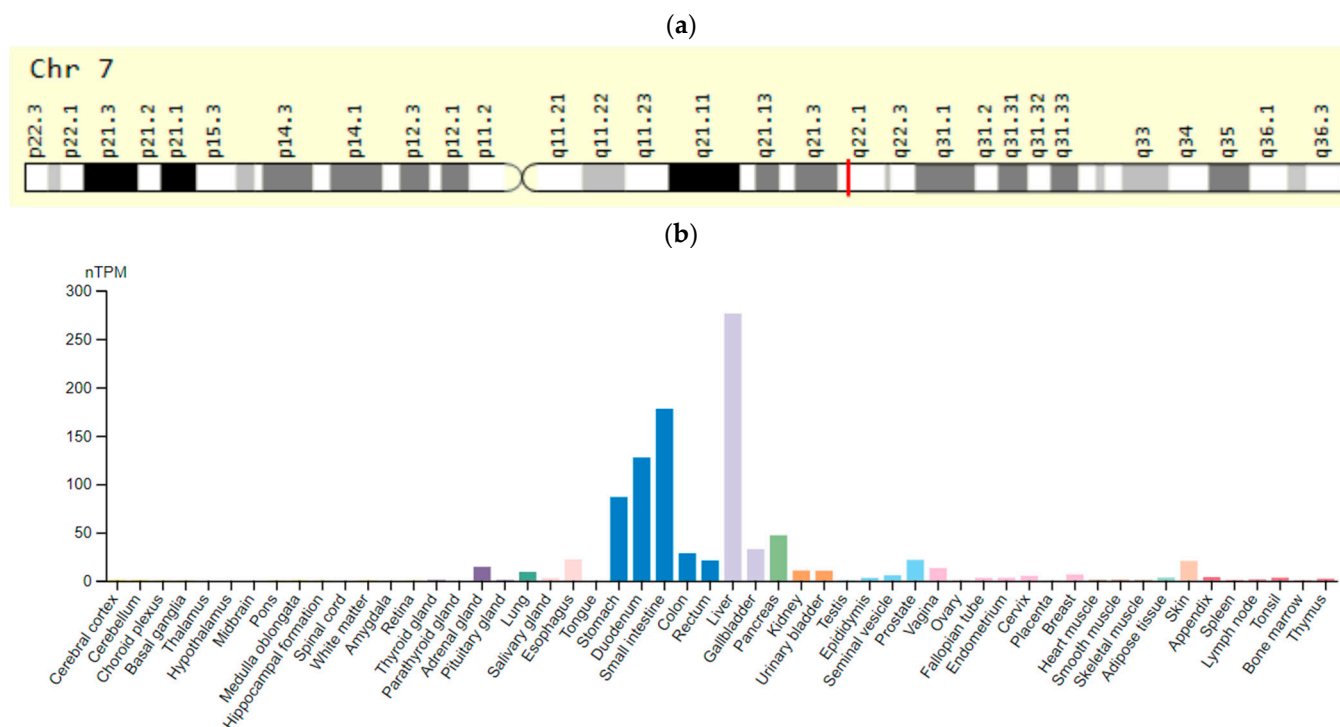 (a)
Chr 7
p22.3 p22.1 p21.3 p21.2 p21.1 p15.3 p14.3 p14.1 p12.3 p12.1 p11.2 q11.21 q11.22 q11.23 q21.11 q21.13 q21.3 q22.1 q22.3 q31.1 q31.2 q31.31 q31.32 q31.33 q33 q34 q35 q36.1 q36.3
(b)
nTPM
300
250
200
150
100
50
0
Cerebral cortex
Cerebellum
Choroid plexus
Basal ganglia
Thalamus
Hypothalamus
Midbrain
Pons
Medulla oblongata
Hippocampal formation
Spinal cord
White matter
Amygdala
Retina
Thyroid gland
Parathyroid gland
Adrenal gland
Pituitary gland
Lung
Salivary gland
Esophagus
Tongue
Stomach
Duodenum
Small intestine
Colon
Rectum
Liver
Gallbladder
Pancreas
Kidney
Urinary bladder
Testis
Epididymis
Seminal vesicle
Prostate
Vagina
Ovary
Fallopian tube
Endometrium
Cervix
Placenta
Breast
Heart muscle
Smooth muscle
Skeletal muscle
Adipose tissue
Skin
Appendix
Spleen
Lymph node
Tonsil
Bone marrow
Thymus